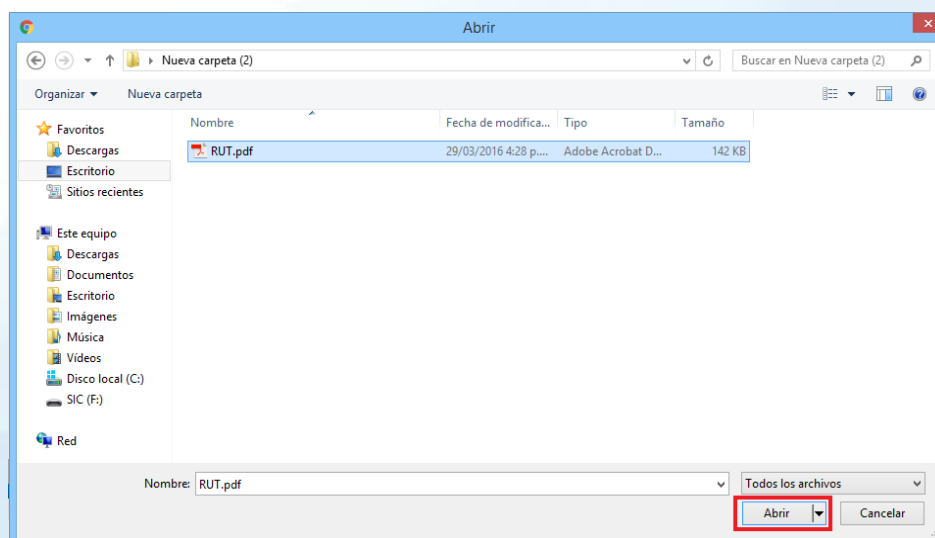 Abrir
Nueva carpeta (2)
Buscar en Nueva carpeta (2)
Organizar
Nueva carpeta
Nombre
Fecha de modifica...
Tipo
Tamaño
RUT.pdf
29/03/2016 4:28 p....
Adobe Acrobat D...
142 KB
Favoritos
Descargas
Escritorio
Sitios recientes
Este equipo
Descargas
Documentos
Escritorio
Imágenes
Música
Vídeos
Disco local (C:)
SIC (F:)
Red
Nombre:
RUT.pdf
Todos los archivos
Abrir
Cancelar